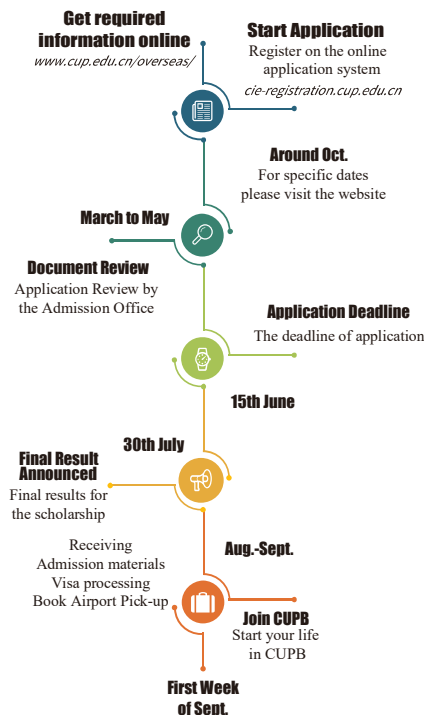 Get required
information online
www.cup.edu.cn/overseas/
Start Application
Register on the online
application system
cie-registration.cup.edu.cn
Around Oct.
For specific dates
please visit the website
March to May
Document Review
Application Review by
the Admission Office
Application Deadline
The deadline of application
15th June
30th July
Final Result
Announced
Final results for
the scholarship
Aug.-Sept.
Receiving
Admission materials
Visa processing
Book Airport Pick-up
Join CUPB
Start your life
in CUPB
First Week
of Sept.